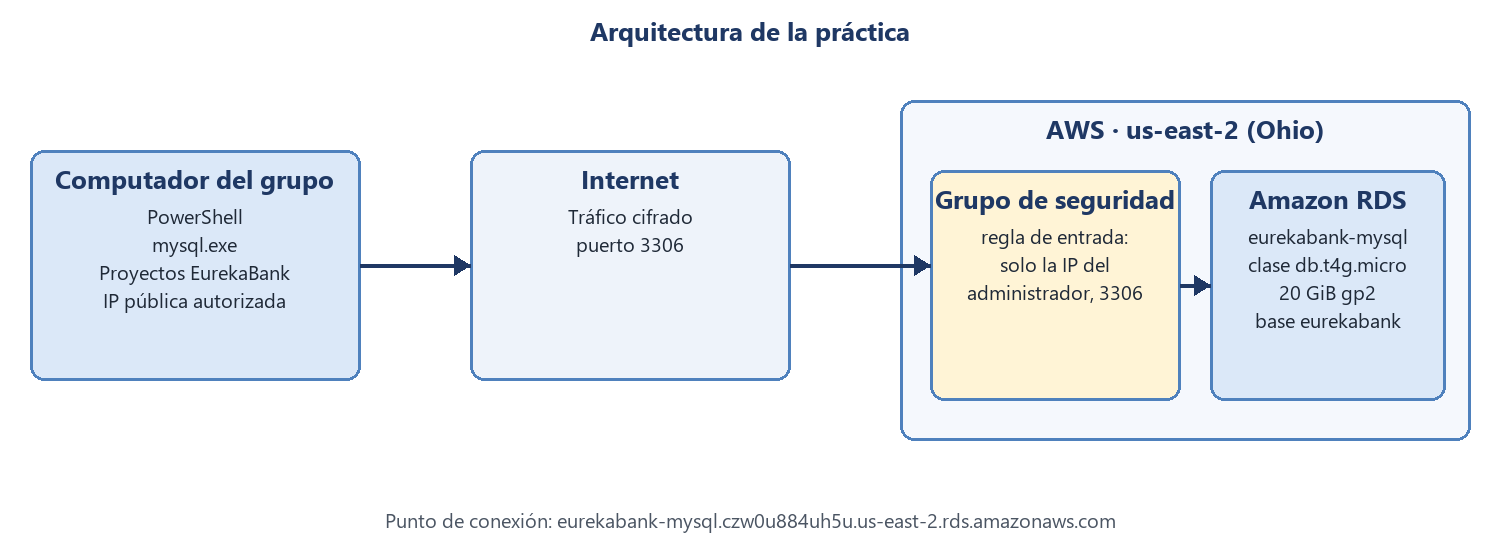 Arquitectura de la práctica
Computador del grupo
PowerShell
mysql.exe
Proyectos EurekaBank
IP pública autorizada
Internet
Tráfico cifrado
puerto 3306
AWS · us-east-2 (Ohio)
Grupo de seguridad
regla de entrada:
solo la IP del
administrador, 3306
Amazon RDS
eurekabank-mysql
clase db.t4g.micro
20 GiB gp2
base eurekabank
Punto de conexión: eurekabank-mysql.czw0u884uh5u.us-east-2.rds.amazonaws.com